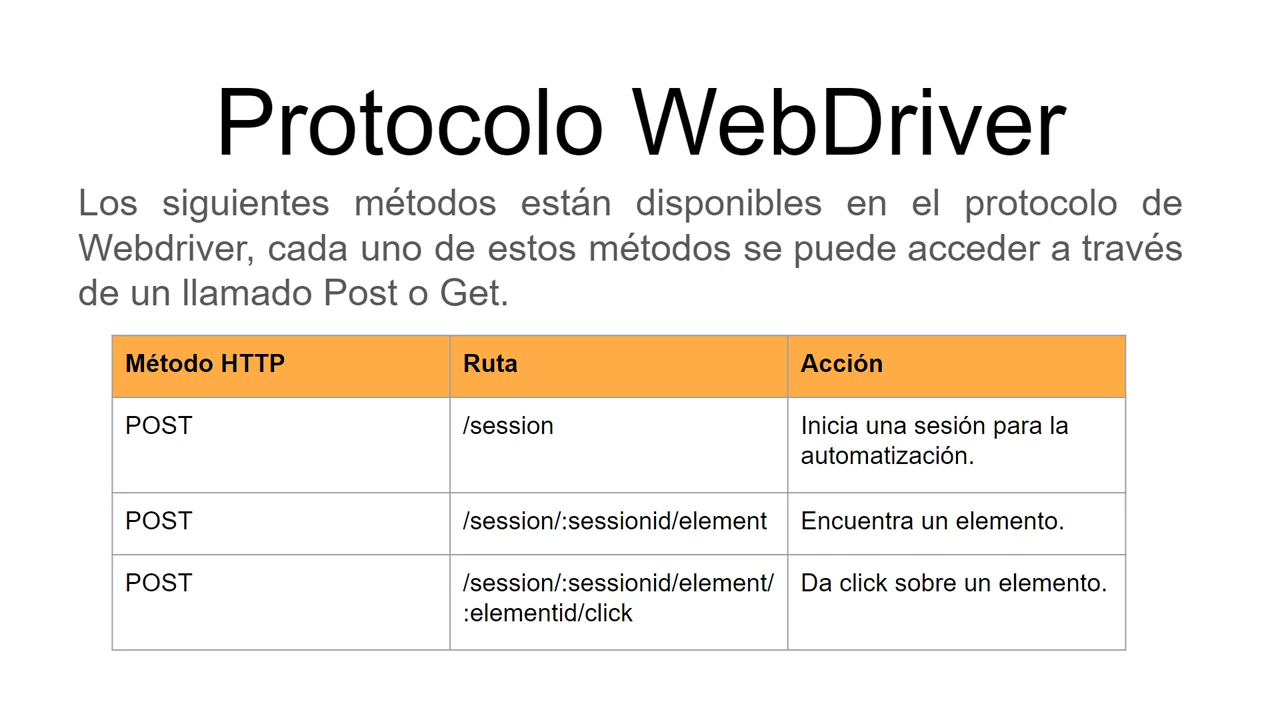 Protocolo WebDriver
Los siguientes métodos están disponibles en el protocolo de
Webdriver, cada uno de estos métodos se puede acceder a través
de un llamado Post o Get.
Método HTTP Ruta Acción
POST /session Inicia una sesión para la
automatización.
POST /session/:sessionid/element Encuentra un elemento.
POST /session/:sessionid/element/ Da click sobre un elemento.
:elementid/click